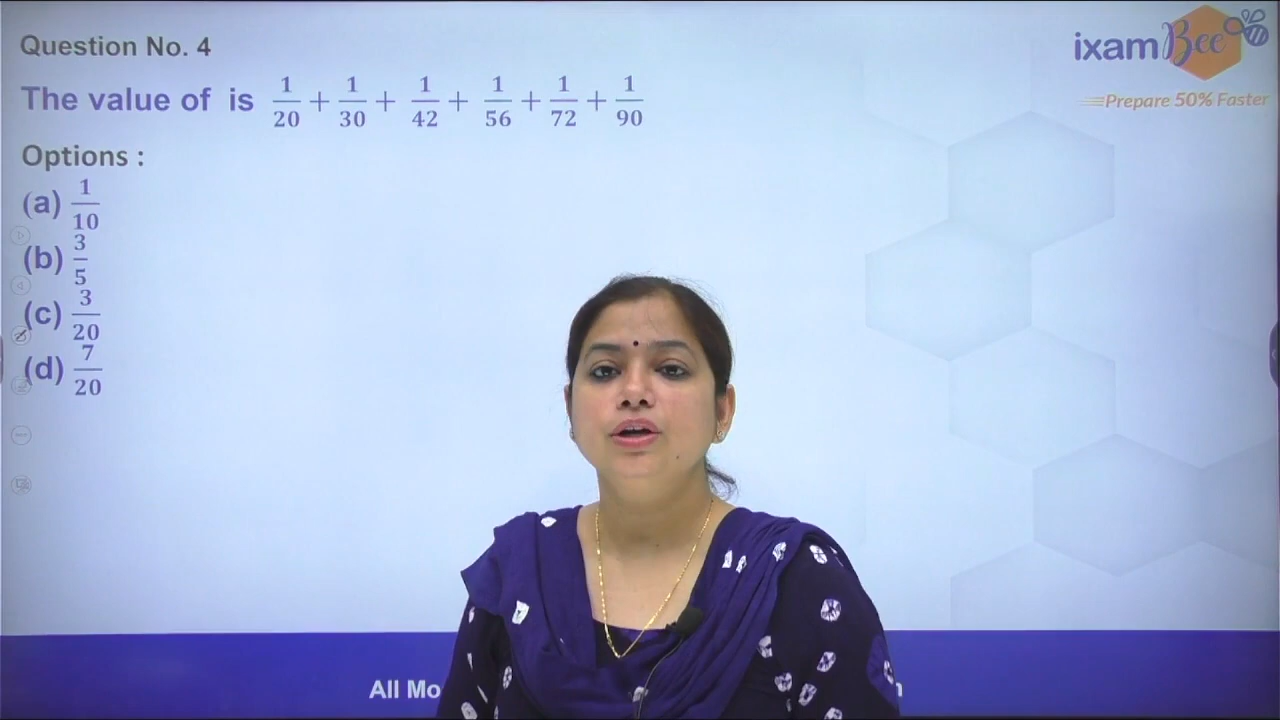 Question No. 4
ixamBee
Prepare 50% Faster
The value of is 1/20 + 1/30 + 1/42 + 1/56 + 1/72 + 1/90
Options :
(a) 1/10
(b) 3/5
(c) 3/20
(d) 7/20
All